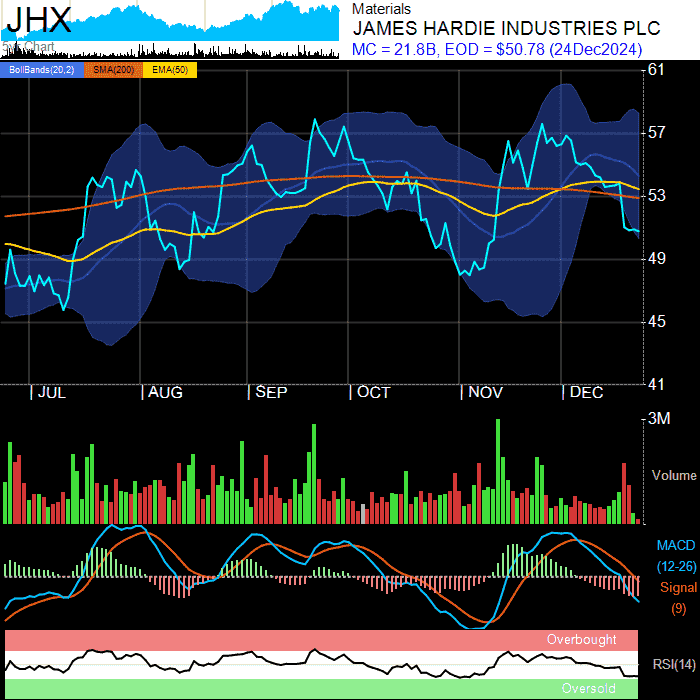 JHX
5yr Chart
Materials
JAMES HARDIE INDUSTRIES PLC
MC = 21.8B, EOD = $50.78 (24Dec2024)
BollBands(20,2) SMA(200) EMA(50)
61
57
53
49
45
41
JUL AUG SEP OCT NOV DEC
3M
Volume
MACD
(12-26)
Signal
(9)
Overbought
RSI(14)
Oversold